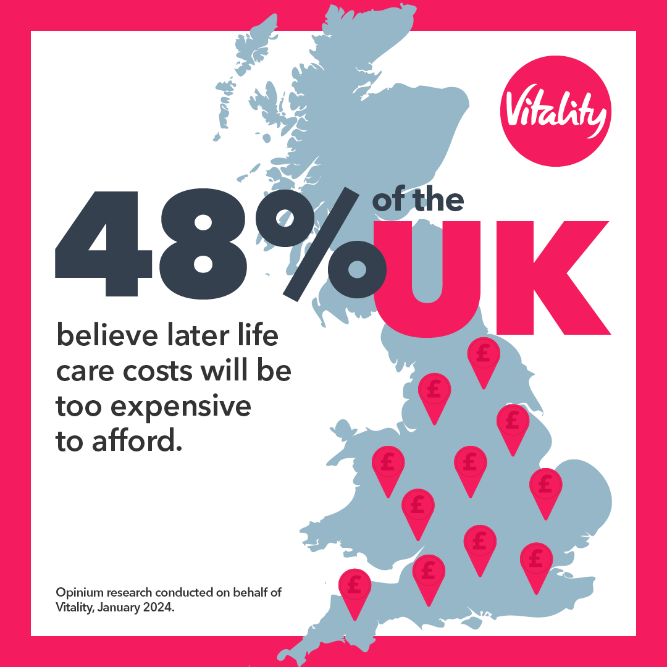 Vitality
48% of the
UK
believe later life
care costs will be
too expensive
to afford.
£
£
£
£
£
£
£
£
£
£
£
Opinium research conducted on behalf of
Vitality, January 2024.